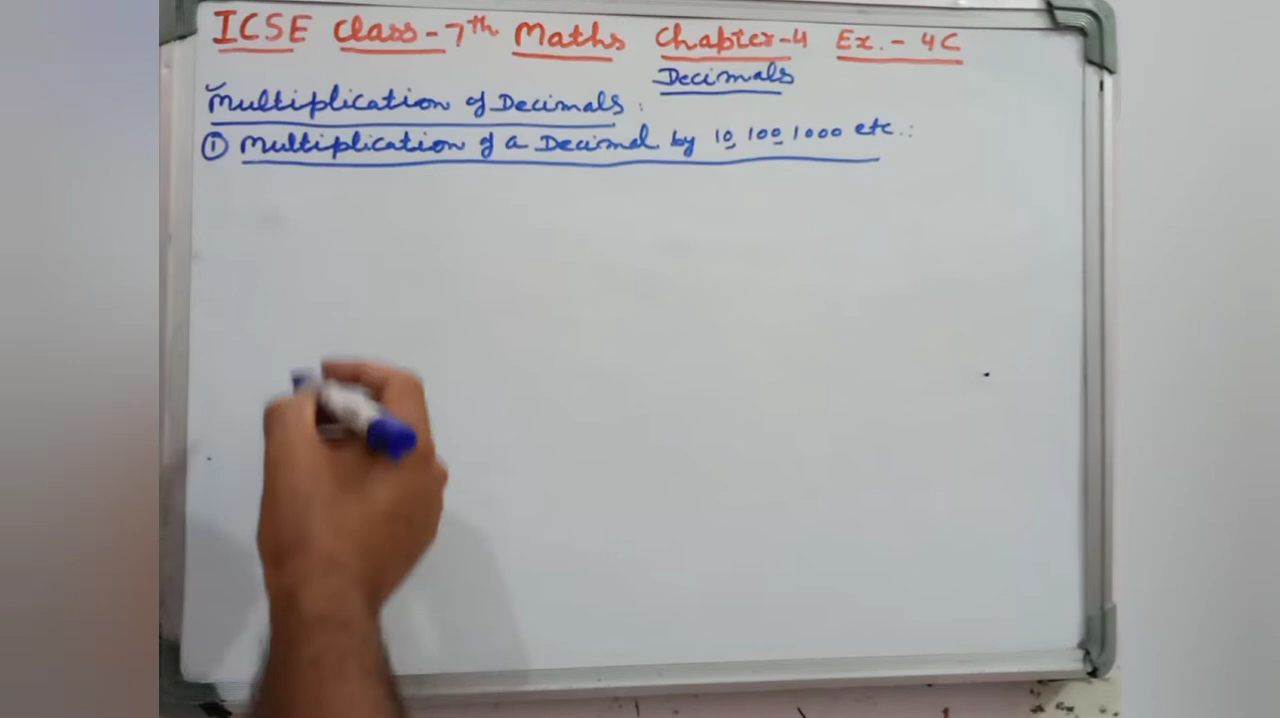 ICSE Class-7th Maths Chapter-4 Ex.- 4C
Decimals
Multiplication of Decimals:
① Multiplication of a Decimal by 10 100 1000 etc.: